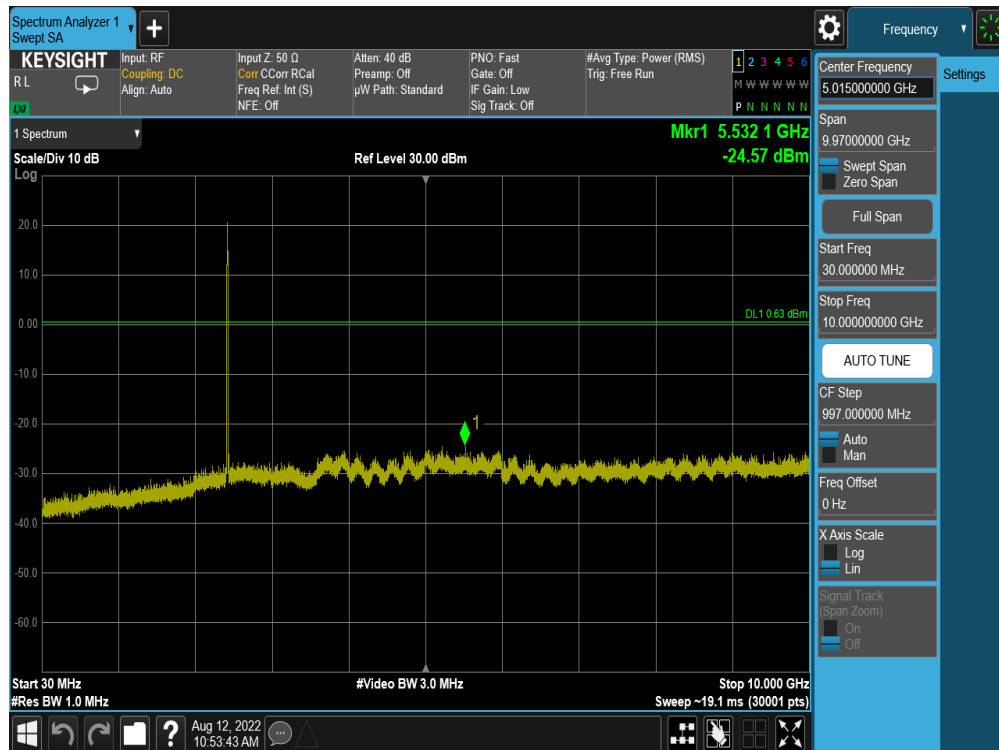 Spectrum Analyzer 1
Swept SA
+
Frequency
KEYSIGHT
R L
LXI
Input: RF
Coupling: DC
Align: Auto
Input Z: 50 Ω
Corr CCorr RCal
Freq Ref: Int (S)
NFE: Off
Atten: 40 dB
Preamp: Off
µW Path: Standard
PNO: Fast
Gate: Off
IF Gain: Low
Sig Track: Off
#Avg Type: Power (RMS)
Trig: Free Run
1 2 3 4 5 6
M W W W W W
P N N N N N
1 Spectrum
Scale/Div 10 dB
Log
Ref Level 30.00 dBm
Mkr1 5.532 1 GHz
-24.57 dBm
20.0
10.0
0.00
-10.0
-20.0
-30.0
-40.0
-50.0
-60.0
DL1 0.63 dBm
1
Start 30 MHz
#Res BW 1.0 MHz
#Video BW 3.0 MHz
Stop 10.000 GHz
Sweep ~19.1 ms (30001 pts)
Center Frequency
5.015000000 GHz
Settings
Span
9.97000000 GHz
Swept Span
Zero Span
Full Span
Start Freq
30.000000 MHz
Stop Freq
10.000000000 GHz
AUTO TUNE
CF Step
997.000000 MHz
Auto
Man
Freq Offset
0 Hz
X Axis Scale
Log
Lin
Signal Track
(Span Zoom)
On
Off
?
Aug 12, 2022
10:53:43 AM